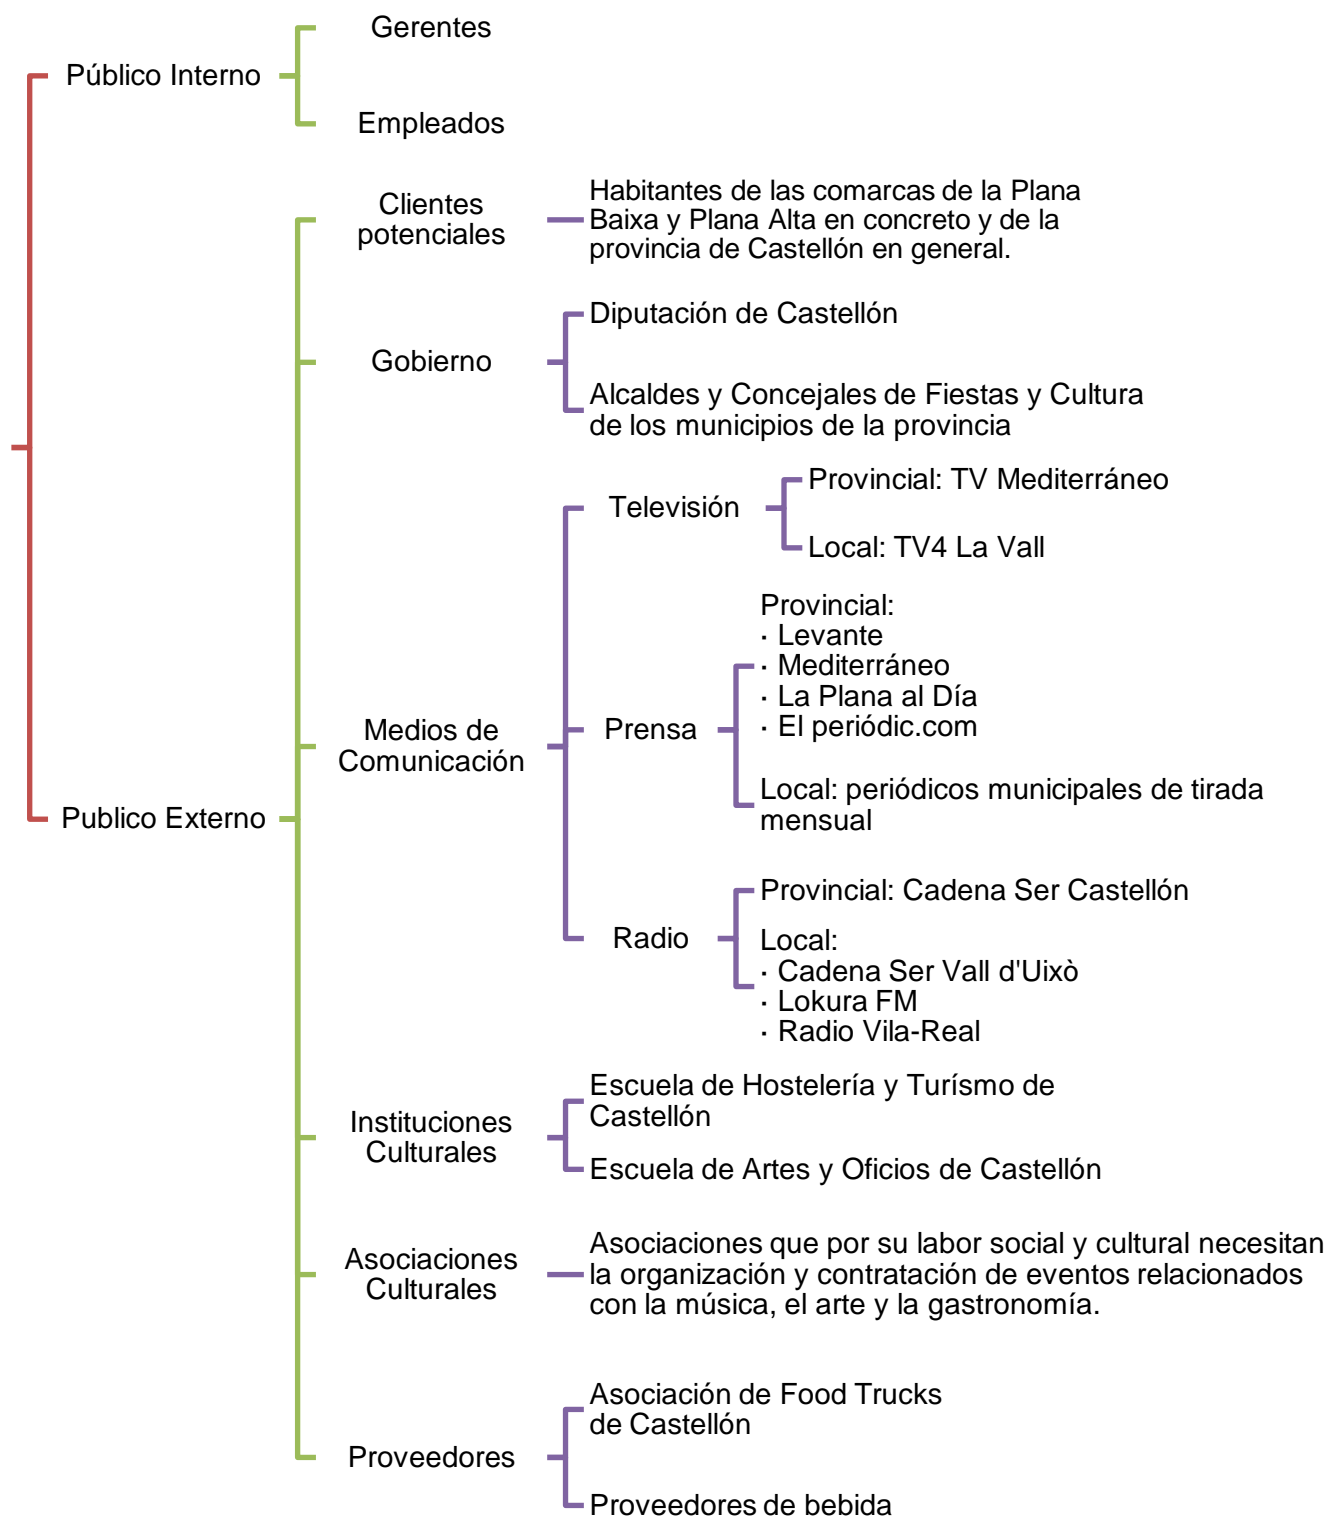 Gerentes
Público Interno
Empleados
Clientes
potenciales
Habitantes de las comarcas de la Plana
Baixa y Plana Alta en concreto y de la
provincia de Castellón en general.
Gobierno
Diputación de Castellón
Alcaldes y Concejales de Fiestas y Cultura
de los municipios de la provincia
Televisión
Provincial: TV Mediterráneo
Local: TV4 La Vall
Medios de
Comunicación
Prensa
Provincial:
· Levante
· Mediterráneo
· La Plana al Día
· El periódic.com
Local: periódicos municipales de tirada
mensual
Publico Externo
Radio
Provincial: Cadena Ser Castellón
Local:
· Cadena Ser Vall d'Uixò
· Lokura FM
· Radio Vila-Real
Instituciones
Culturales
Escuela de Hostelería y Turísmo de
Castellón
Escuela de Artes y Oficios de Castellón
Asociaciones
Culturales
Asociaciones que por su labor social y cultural necesitan
la organización y contratación de eventos relacionados
con la música, el arte y la gastronomía.
Proveedores
Asociación de Food Trucks
de Castellón
Proveedores de bebida